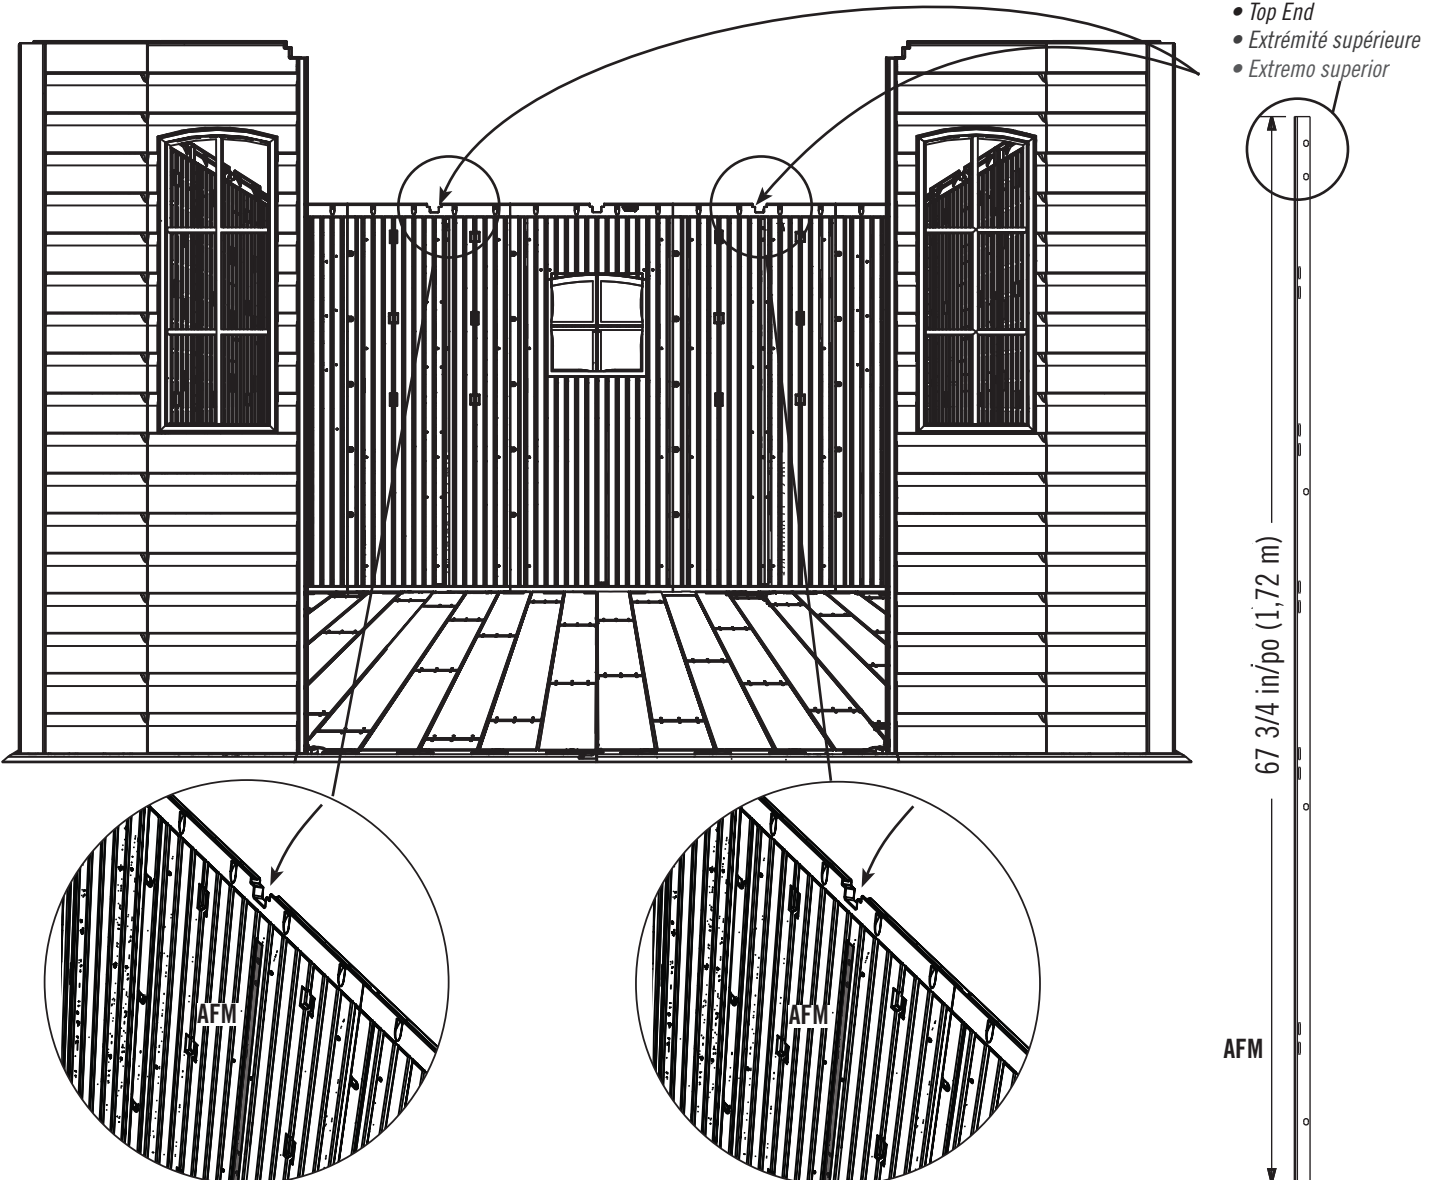 • Top End
• Extrémité supérieure
• Extremo superior
67 3/4 in/po (1,72 m)
AFM
AFM
AFM